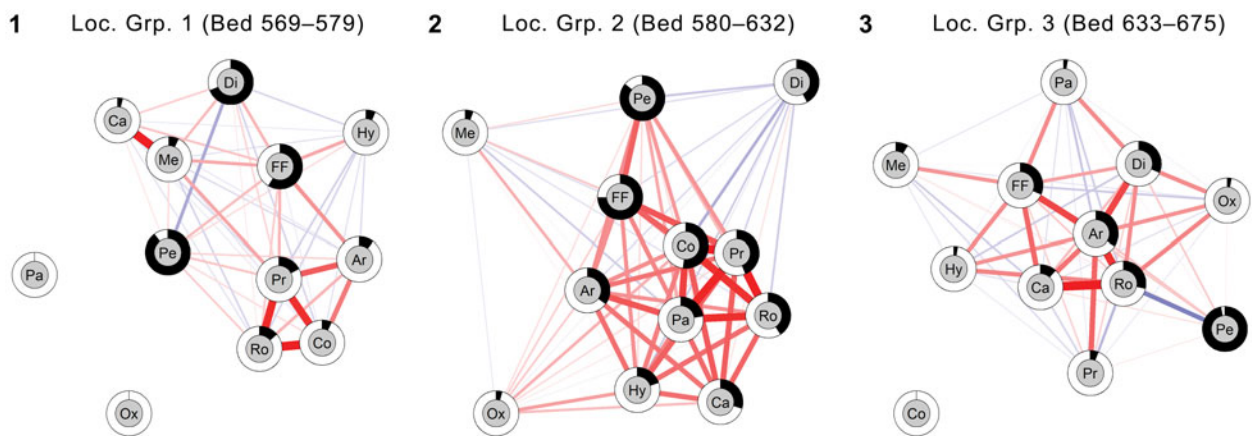 1 Loc. Grp. 1 (Bed 569–579)
Di
Ca
Hy
Me
FF
Pe
Ar
Pa
Pr
Ro
Co
Ox
2 Loc. Grp. 2 (Bed 580–632)
Di
Pe
Me
FF
Co
Pr
Ar
Pa
Ro
Hy
Ca
Ox
3 Loc. Grp. 3 (Bed 633–675)
Pa
Me
Di
FF
Ox
Ar
Hy
Ca
Ro
Pe
Pr
Co